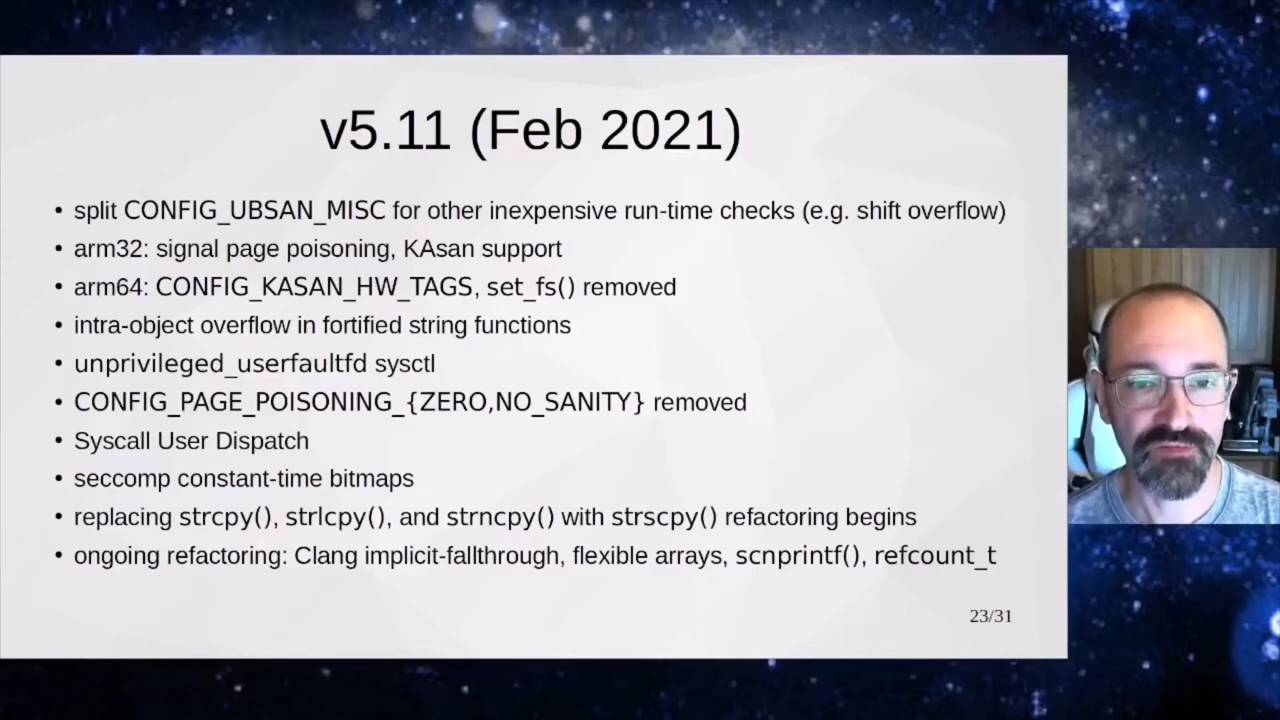 v5.11 (Feb 2021)
• split CONFIG_UBSAN_MISC for other inexpensive run-time checks (e.g. shift overflow)
• arm32: signal page poisoning, KAsan support
• arm64: CONFIG_KASAN_HW_TAGS, set_fs() removed
• intra-object overflow in fortified string functions
• unprivileged_userfaultfd sysctl
• CONFIG_PAGE_POISONING_{ZERO,NO_SANITY} removed
• Syscall User Dispatch
• seccomp constant-time bitmaps
• replacing strcpy(), strlcpy(), and strncpy() with strscpy() refactoring begins
• ongoing refactoring: Clang implicit-fallthrough, flexible arrays, scnprintf(), refcount_t
23/31